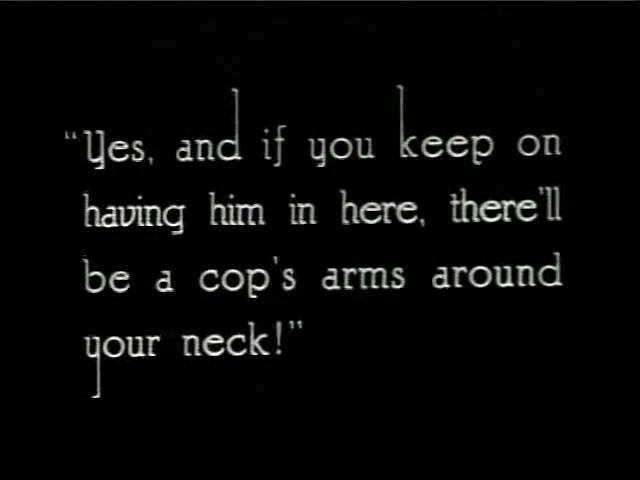 “Yes, and if you keep on
having him in here, there'll
be a cop's arms around
your neck!”